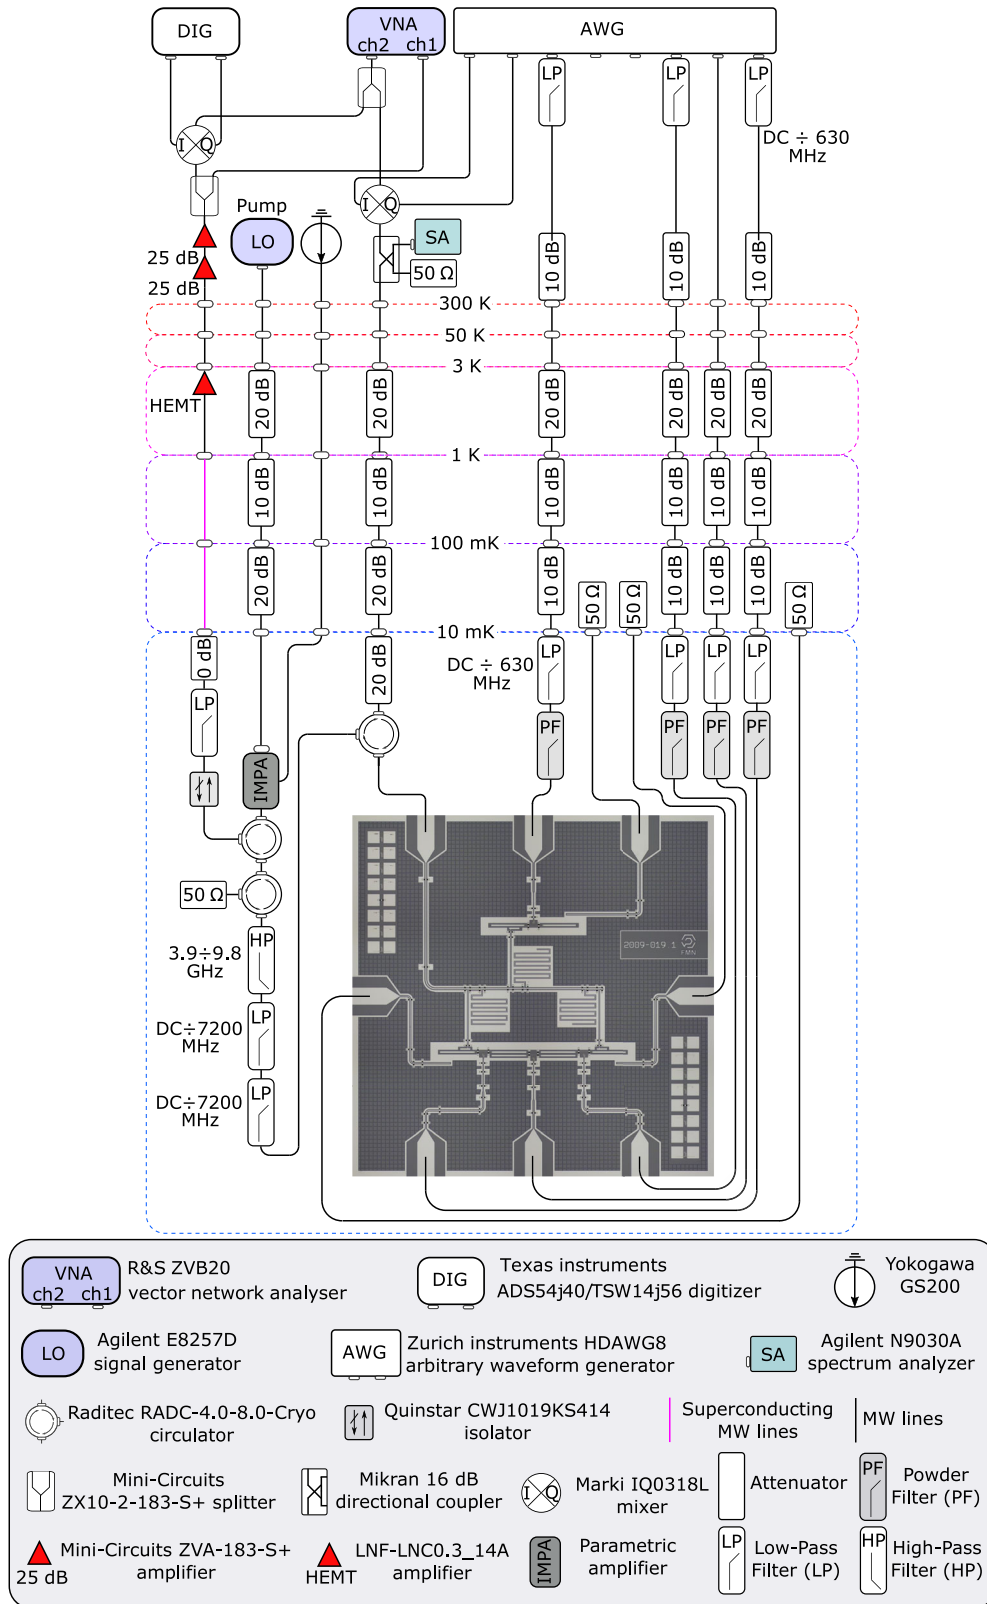 DIG
VNA
ch2 ch1
AWG
LP
LP
LP
I Q
DC ÷ 630
MHz
I Q
Pump
LO
SA
50 Ω
25 dB
25 dB
10 dB
10 dB
10 dB
300 K
50 K
3 K
HEMT
20 dB
20 dB
20 dB
20 dB
20 dB
20 dB
1 K
10 dB
10 dB
10 dB
10 dB
10 dB
10 dB
100 mK
20 dB
20 dB
10 dB
50 Ω
50 Ω
10 dB
10 dB
10 dB
50 Ω
10 mK
0 dB
20 dB
DC ÷ 630
MHz
LP
LP
LP
LP
LP
PF
PF
PF
PF
IMPA
50 Ω
HP
3.9÷9.8
GHz
2009-019 1
LP
DC÷7200
MHz
LP
DC÷7200
MHz
VNA
ch2 ch1
R&S ZVB20
vector network analyser
DIG
Texas instruments
ADS54j40/TSW14j56 digitizer
Yokogawa
GS200
LO
Agilent E8257D
signal generator
AWG
Zurich instruments HDAWG8
arbitrary waveform generator
SA
Agilent N9030A
spectrum analyzer
Raditec RADC-4.0-8.0-Cryo
circulator
Quinstar CWJ1019KS414
isolator
Superconducting
MW lines
MW lines
Mini-Circuits
ZX10-2-183-S+ splitter
Mikran 16 dB
directional coupler
I Q
Marki IQ0318L
mixer
Attenuator
PF
Powder
Filter (PF)
25 dB
Mini-Circuits ZVA-183-S+
amplifier
HEMT
LNF-LNC0.3_14A
amplifier
IMPA
Parametric
amplifier
LP
Low-Pass
Filter (LP)
HP
High-Pass
Filter (HP)